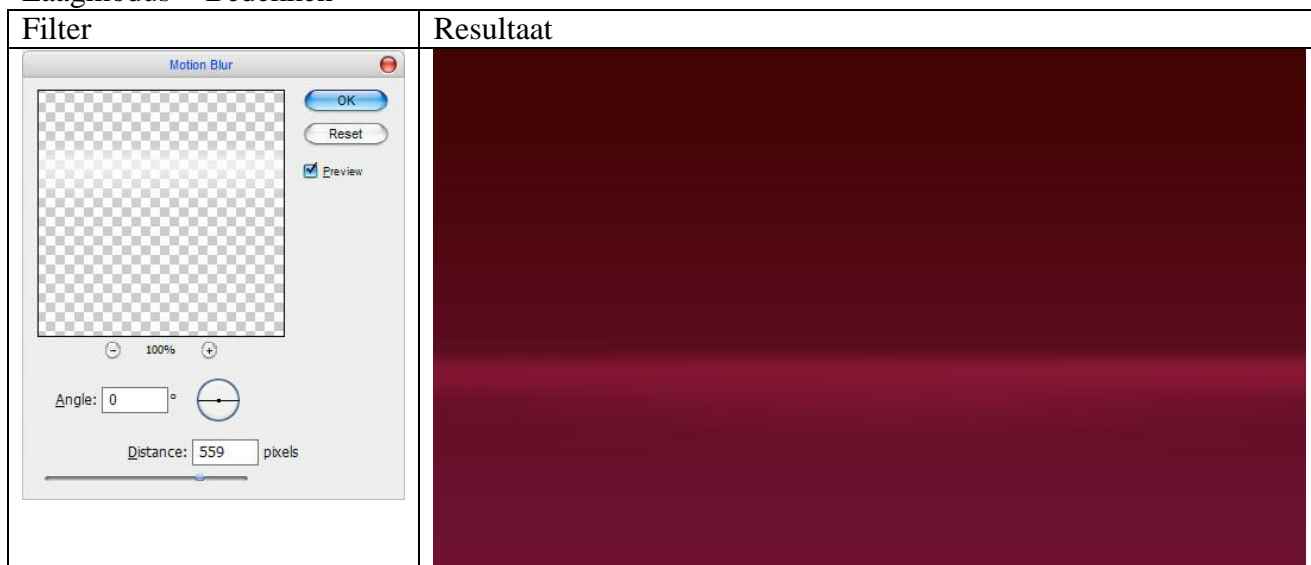 Filter
Resultaat
Motion Blur
OK
Reset
Preview
100%
Angle: 0 °
Distance: 559 pixels